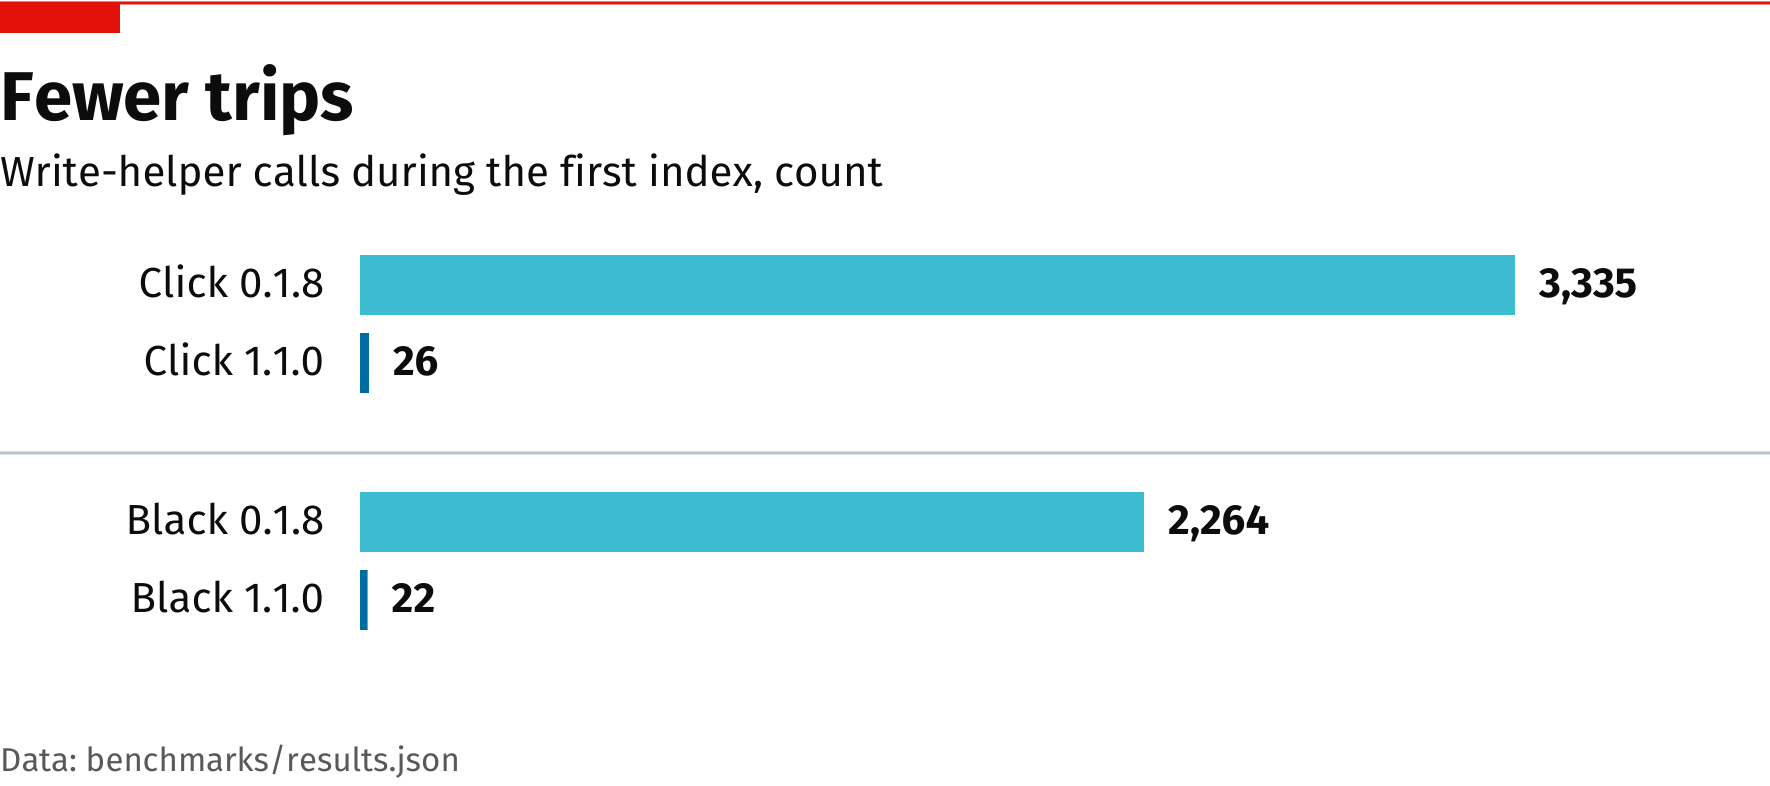 Fewer trips
Write-helper calls during the first index, count
Click 0.1.8 3,335
Click 1.1.0 26
Black 0.1.8 2,264
Black 1.1.0 22
Data: benchmarks/results.json